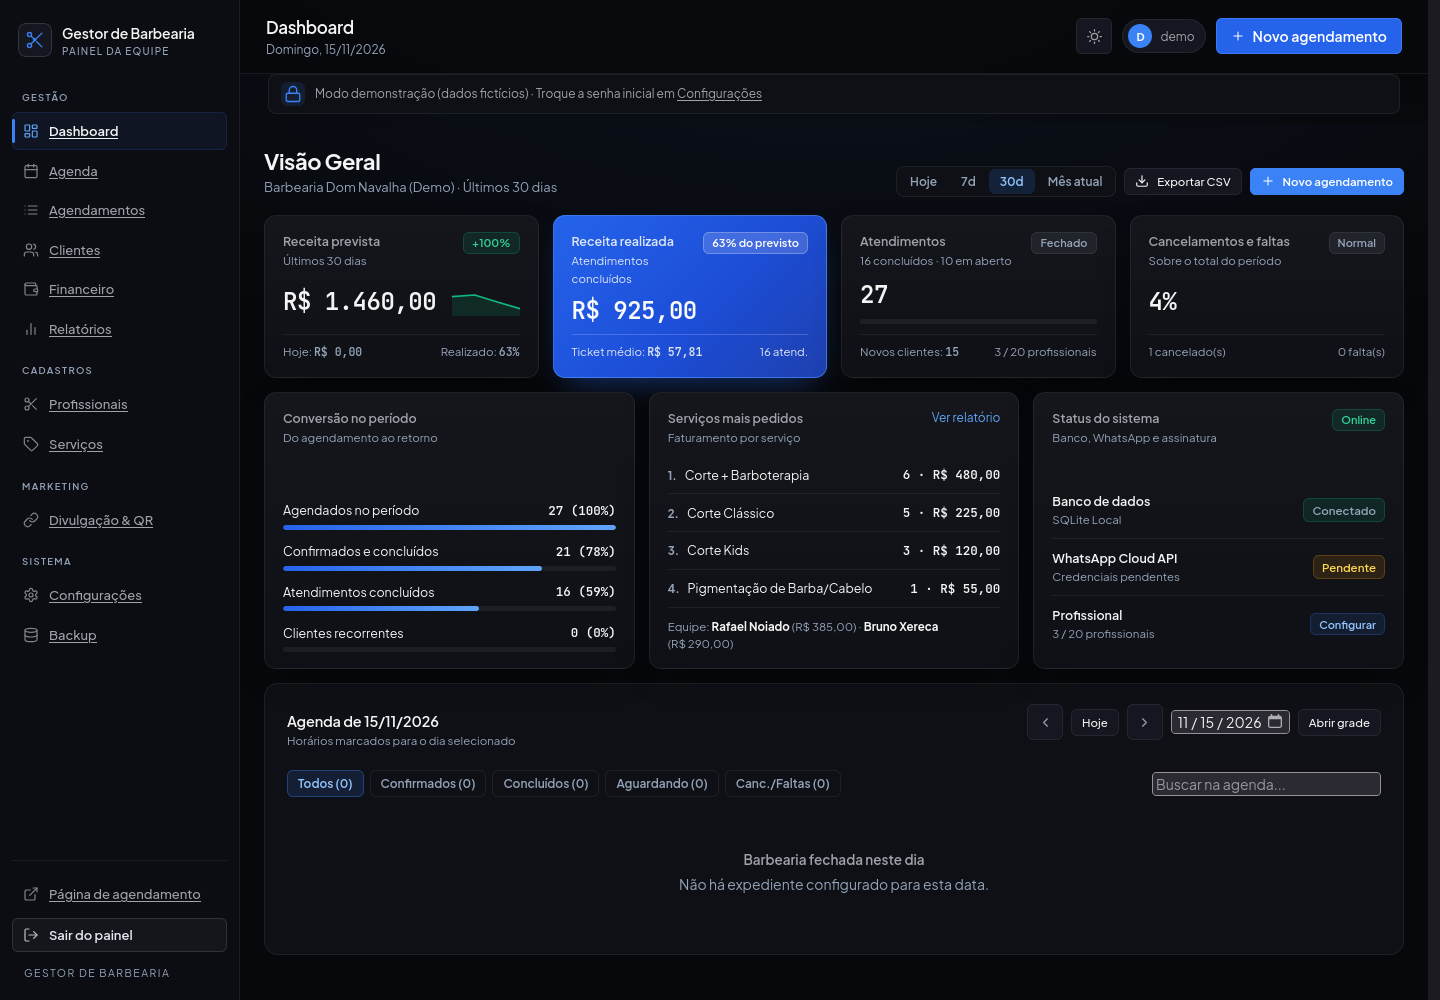 Gestor de Barbearia
PAINEL DA EQUIPE
GESTÃO
Dashboard
Agenda
Agendamentos
Clientes
Financeiro
Relatórios
CADASTROS
Profissionais
Serviços
MARKETING
Divulgação & QR
SISTEMA
Configurações
Backup
Página de agendamento
Sair do painel
GESTOR DE BARBEARIA
Dashboard
Domingo, 15/11/2026
D demo
Novo agendamento
Modo demonstração (dados fictícios) · Troque a senha inicial em Configurações
Visão Geral
Barbearia Dom Navalha (Demo) · Últimos 30 dias
Hoje 7d 30d Mês atual
Exportar CSV
Novo agendamento
Receita prevista +100%
Últimos 30 dias
R$ 1.460,00
Hoje: R$ 0,00 Realizado: 63%
Receita realizada 63% do previsto
Atendimentos
concluídos
R$ 925,00
Ticket médio: R$ 57,81 16 atend.
Atendimentos Fechado
16 concluídos · 10 em aberto
27
Novos clientes: 15 3 / 20 profissionais
Cancelamentos e faltas Normal
Sobre o total do período
4%
1 cancelado(s) 0 falta(s)
Conversão no período
Do agendamento ao retorno
Agendados no período 27 (100%)
Confirmados e concluídos 21 (78%)
Atendimentos concluídos 16 (59%)
Clientes recorrentes 0 (0%)
Serviços mais pedidos Ver relatório
Faturamento por serviço
1. Corte + Barboterapia 6 · R$ 480,00
2. Corte Clássico 5 · R$ 225,00
3. Corte Kids 3 · R$ 120,00
4. Pigmentação de Barba/Cabelo 1 · R$ 55,00
Equipe: Rafael Noiado (R$ 385,00) · Bruno Xereca
(R$ 290,00)
Status do sistema Online
Banco, WhatsApp e assinatura
Banco de dados Conectado
SQLite Local
WhatsApp Cloud API Pendente
Credenciais pendentes
Profissional Configurar
3 / 20 profissionais
Agenda de 15/11/2026
Horários marcados para o dia selecionado
Hoje
11 / 15 / 2026
Abrir grade
Todos (0) Confirmados (0) Concluídos (0) Aguardando (0) Canc./Faltas (0)
Buscar na agenda...
Barbearia fechada neste dia
Não há expediente configurado para esta data.